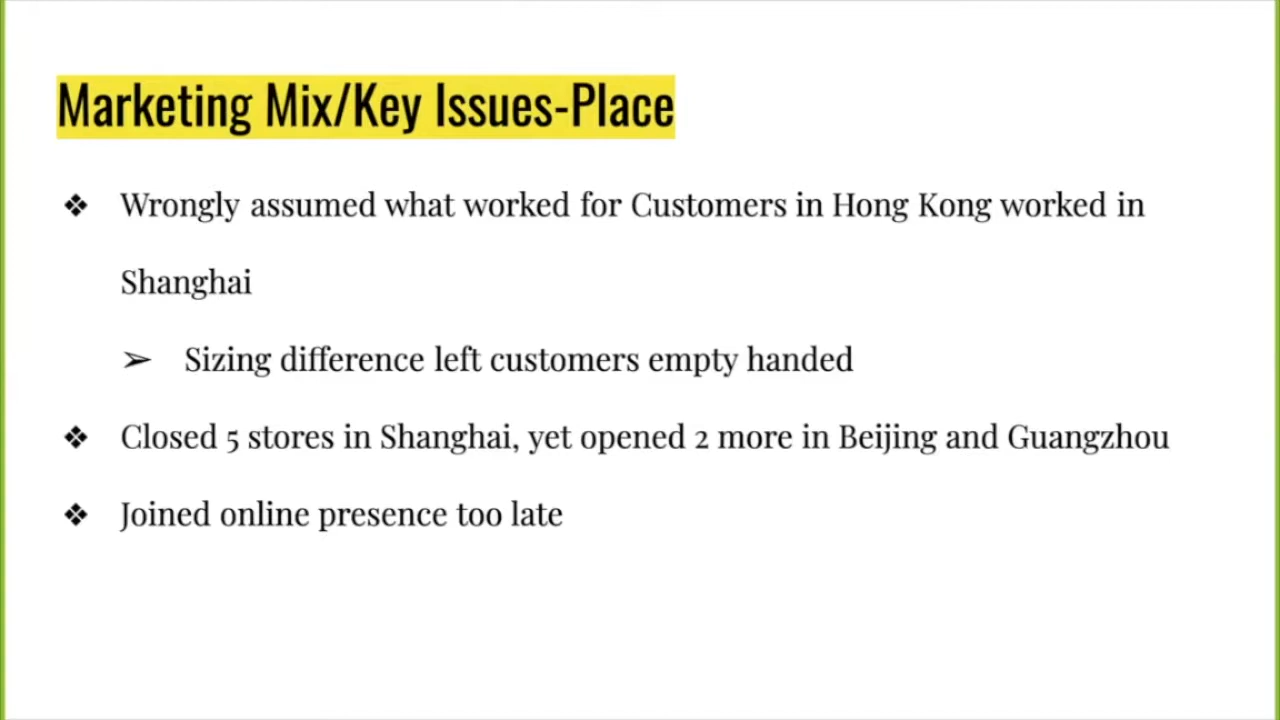 Marketing Mix/Key Issues-Place
❖ Wrongly assumed what worked for Customers in Hong Kong worked in
Shanghai
➢ Sizing difference left customers empty handed
❖ Closed 5 stores in Shanghai, yet opened 2 more in Beijing and Guangzhou
❖ Joined online presence too late